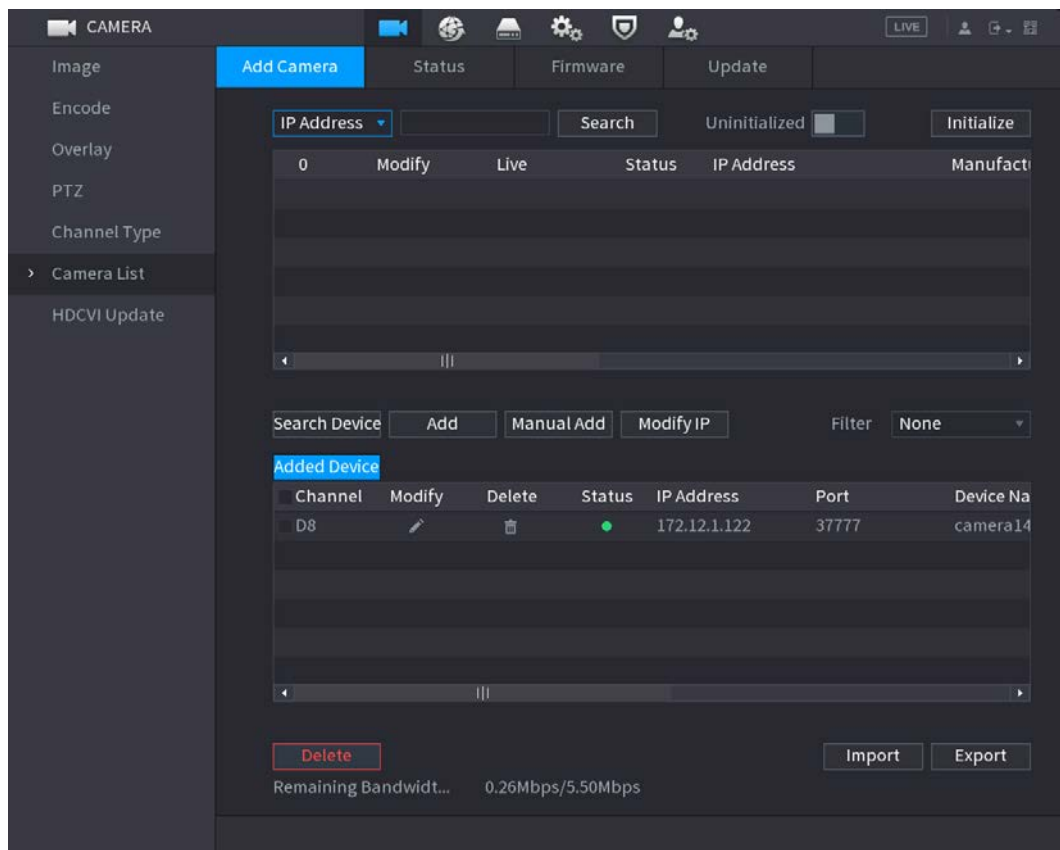 CAMERA LIVE
Image
Encode
Overlay
PTZ
Channel Type
Camera List
HDCVI Update
Add Camera Status Firmware Update
IP Address Search Uninitialized Initialize
0 Modify Live Status IP Address Manufactu
Search Device Add Manual Add Modify IP Filter None
Added Device
Channel Modify Delete Status IP Address Port Device Na
D8 172.12.1.122 37777 camera14
Delete Import Export
Remaining Bandwidt... 0.26Mbps/5.50Mbps